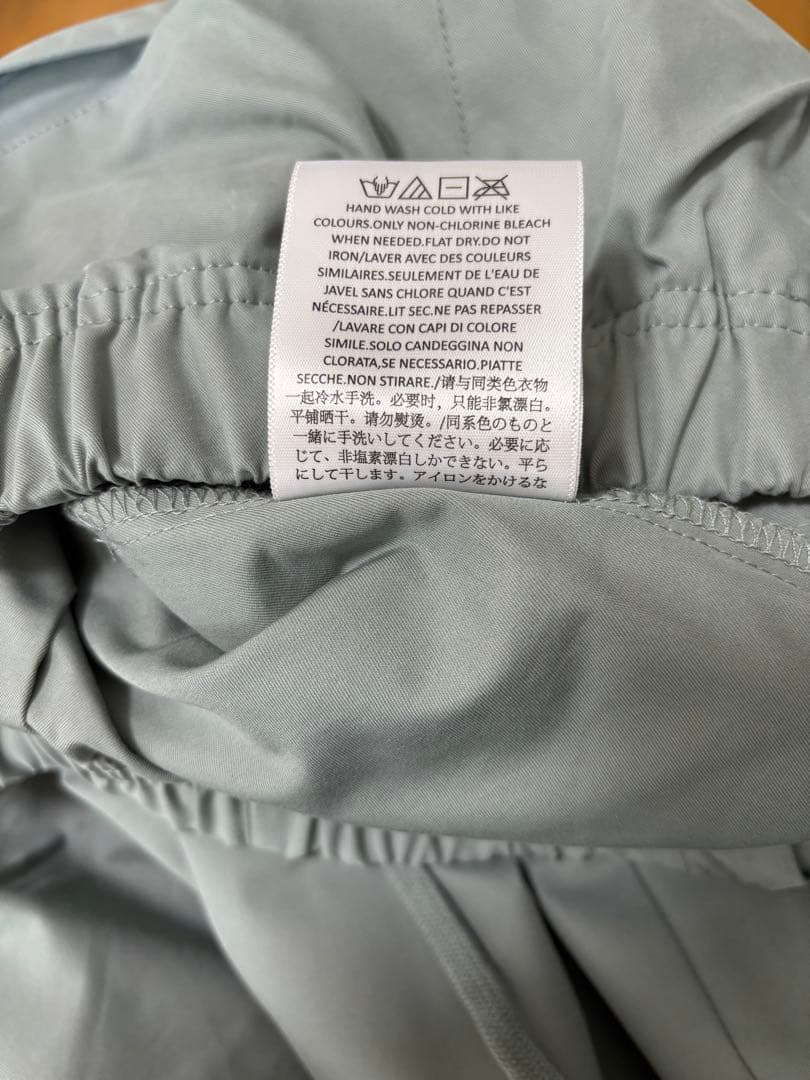 HAND WASH COLD WITH LIKE
COLOURS.ONLY NON-CHLORINE BLEACH
WHEN NEEDED.FLAT DRY.DO NOT
IRON/LAVER AVEC DES COULEURS
SIMILAIRES.SEULEMENT DE L'EAU DE
JAVEL SANS CHLORE QUAND C'EST
NÉCESSAIRE.LIT SEC.NE PAS REPASSER
/LAVARE CON CAPI DI COLORE
SIMILE.SOLO CANDEGGINA NON
CLORATA,SE NECESSARIO.PIATTE
SECCHE.NON STIRARE./请与同类色衣物
一起冷水手洗。必要时，只能非氯漂白。
平铺晒干。请勿熨烫。/同系色のものと
一緒に手洗いしてください。必要に応
じて、非塩素漂白しかできない。平ら
にして干します。アイロンをかけるな